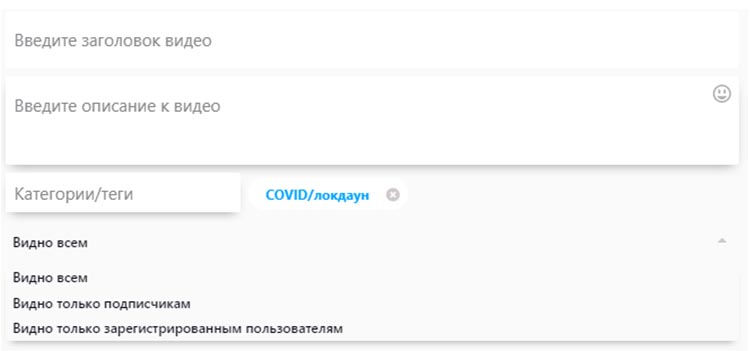 Введите заголовок видео
Введите описание к видео
Категории/теги COVID/локдаун
Видно всем
Видно всем
Видно только подписчикам
Видно только зарегистрированным пользователям